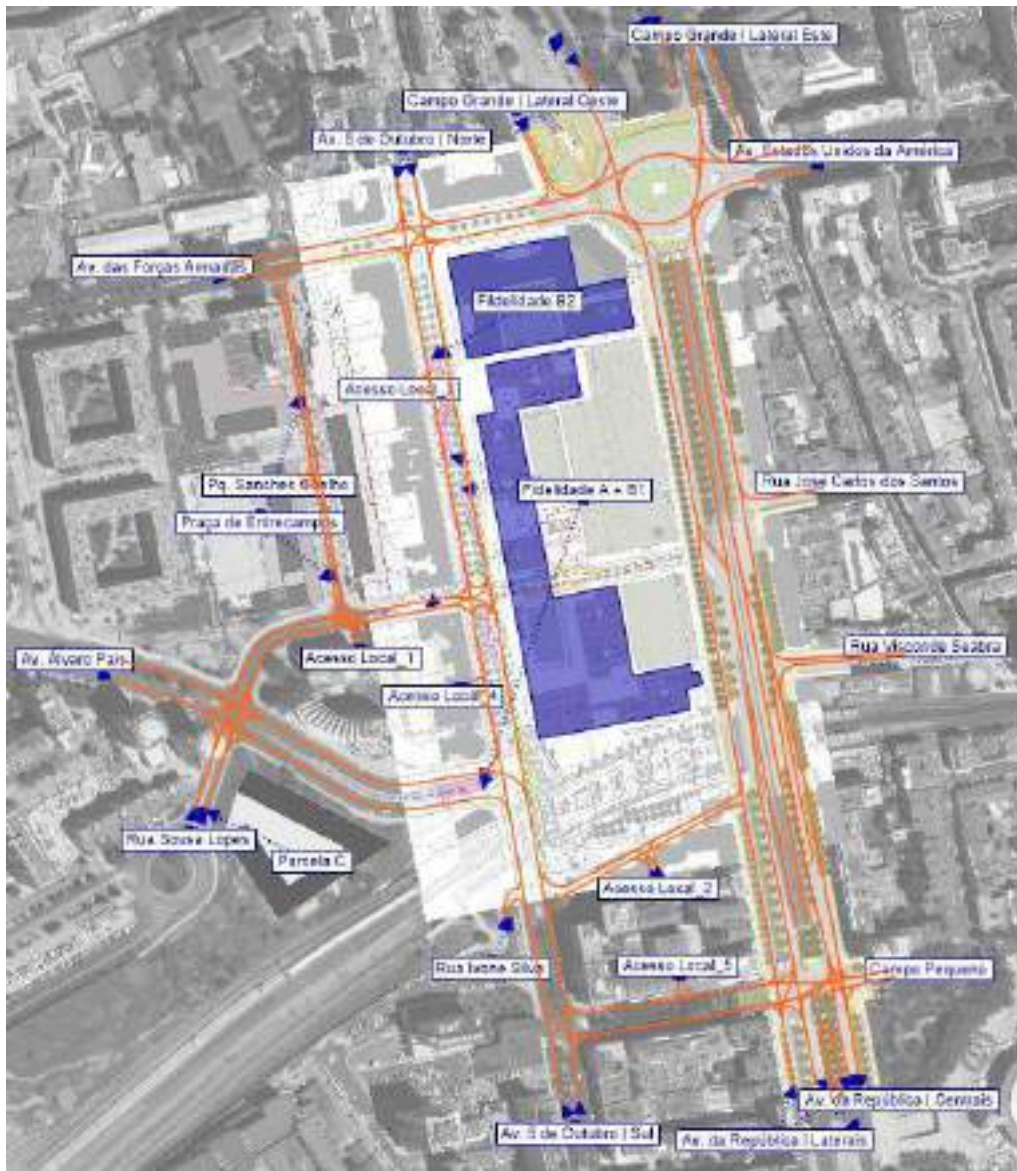 Campo Grande | Lateral Este
Campo Grande | Lateral Oeste
Av. 5 de Outubro | Norte
Av. Estados Unidos da América
Av. das Forças Armadas
Fidelidade B2
Acesso Local_3
Pq. Sanches Coelho
Fidelidade A + B1
Rua José Carlos dos Santos
Praça de Entrecampos
Av. Álvaro Pais
Acesso Local_1
Rua Visconde Seabra
Acesso Local_4
Rua Sousa Lopes
Parcela C
Acesso Local_2
Rua Ivone Silva
Acesso Local_5
Campo Pequeno
Av. da República | Centrais
Av. 5 de Outubro | Sul
Av. da República | Laterais